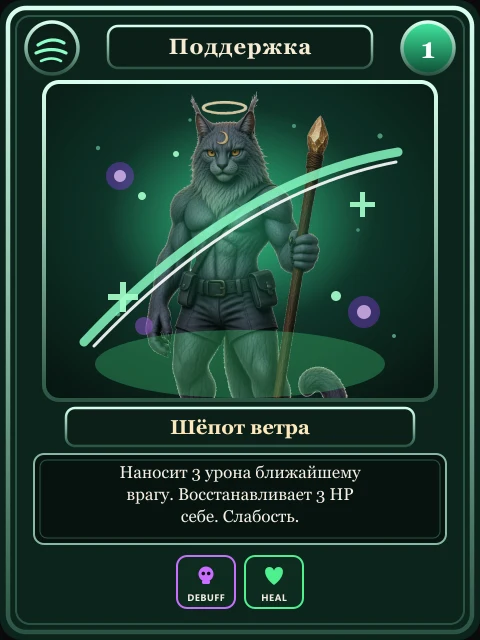 Поддержка
1
Шёпот ветра
Наносит 3 урона ближайшему
врагу. Восстанавливает 3 HP
себе. Слабость.
DEBUFF
HEAL